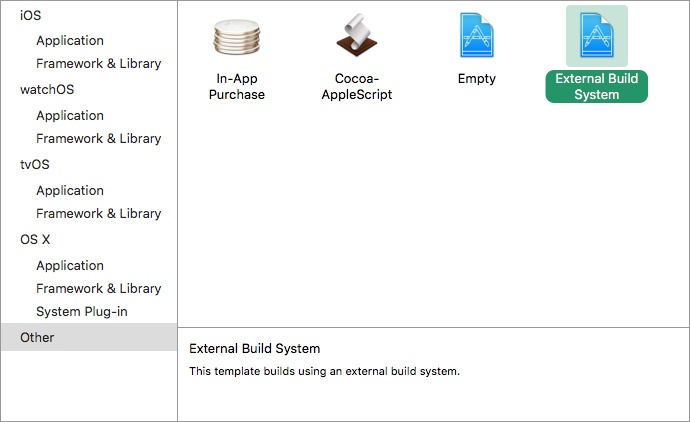 iOS
Application
Framework & Library
watchOS
Application
Framework & Library
tvOS
Application
Framework & Library
OS X
Application
Framework & Library
System Plug-in
Other
In-App
Purchase
Cocoa-
AppleScript
Empty
External Build
System
External Build System
This template builds using an external build system.